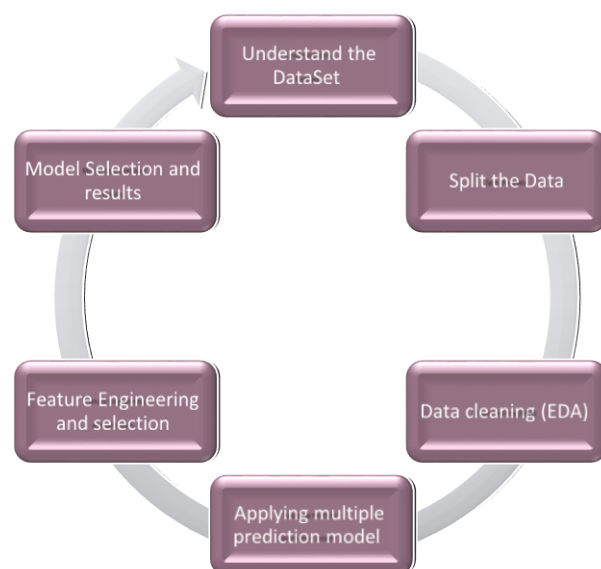 Understand the
DataSet
Split the Data
Data cleaning (EDA)
Applying multiple
prediction model
Feature Engineering
and selection
Model Selection and
results